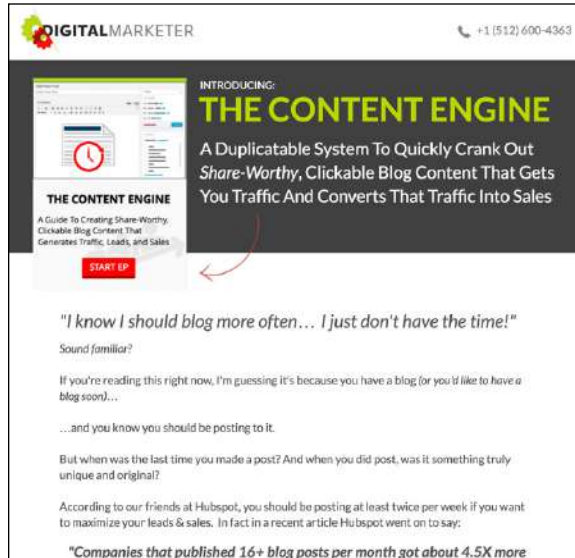 DIGITALMARKETER
+1 (512) 600-4363
INTRODUCING:
THE CONTENT ENGINE
A Duplicatable System To Quickly Crank Out
Share-Worthy, Clickable Blog Content That Gets
You Traffic And Converts That Traffic Into Sales
THE CONTENT ENGINE
A Guide To Creating Share-Worthy,
Clickable Blog Content That
Generates Traffic, Leads, and Sales
START EP
"I know I should blog more often... I just don't have the time!"
Sound familiar?
If you're reading this right now, I'm guessing it's because you have a blog (or you'd like to have a
blog soon)...
...and you know you should be posting to it.
But when was the last time you made a post? And when you did post, was it something truly
unique and original?
According to our friends at Hubspot, you should be posting at least twice per week if you want
to maximize your leads & sales. In fact in a recent article Hubspot went on to say:
"Companies that published 16+ blog posts per month got about 4.5X more